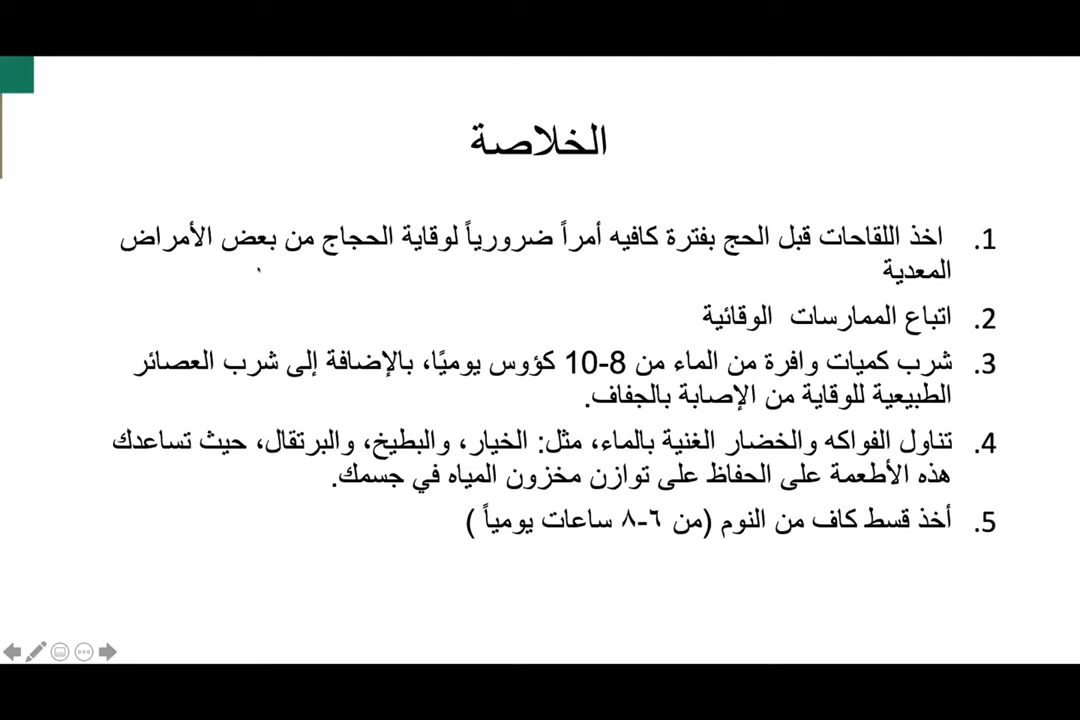 الخلاصة
1. اخذ اللقاحات قبل الحج بفترة كافيه أمراً ضرورياً لوقاية الحجاج من بعض الأمراض
المعدية
2. اتباع الممارسات الوقائية
3. شرب كميات وافرة من الماء من 8-10 كؤوس يوميًا، بالإضافة إلى شرب العصائر
الطبيعية للوقاية من الإصابة بالجفاف.
4. تناول الفواكه والخضار الغنية بالماء، مثل: الخيار، والبطيخ، والبرتقال، حيث تساعدك
هذه الأطعمة على الحفاظ على توازن مخزون المياه في جسمك.
5. أخذ قسط كاف من النوم (من ٦-٨ ساعات يومياً )